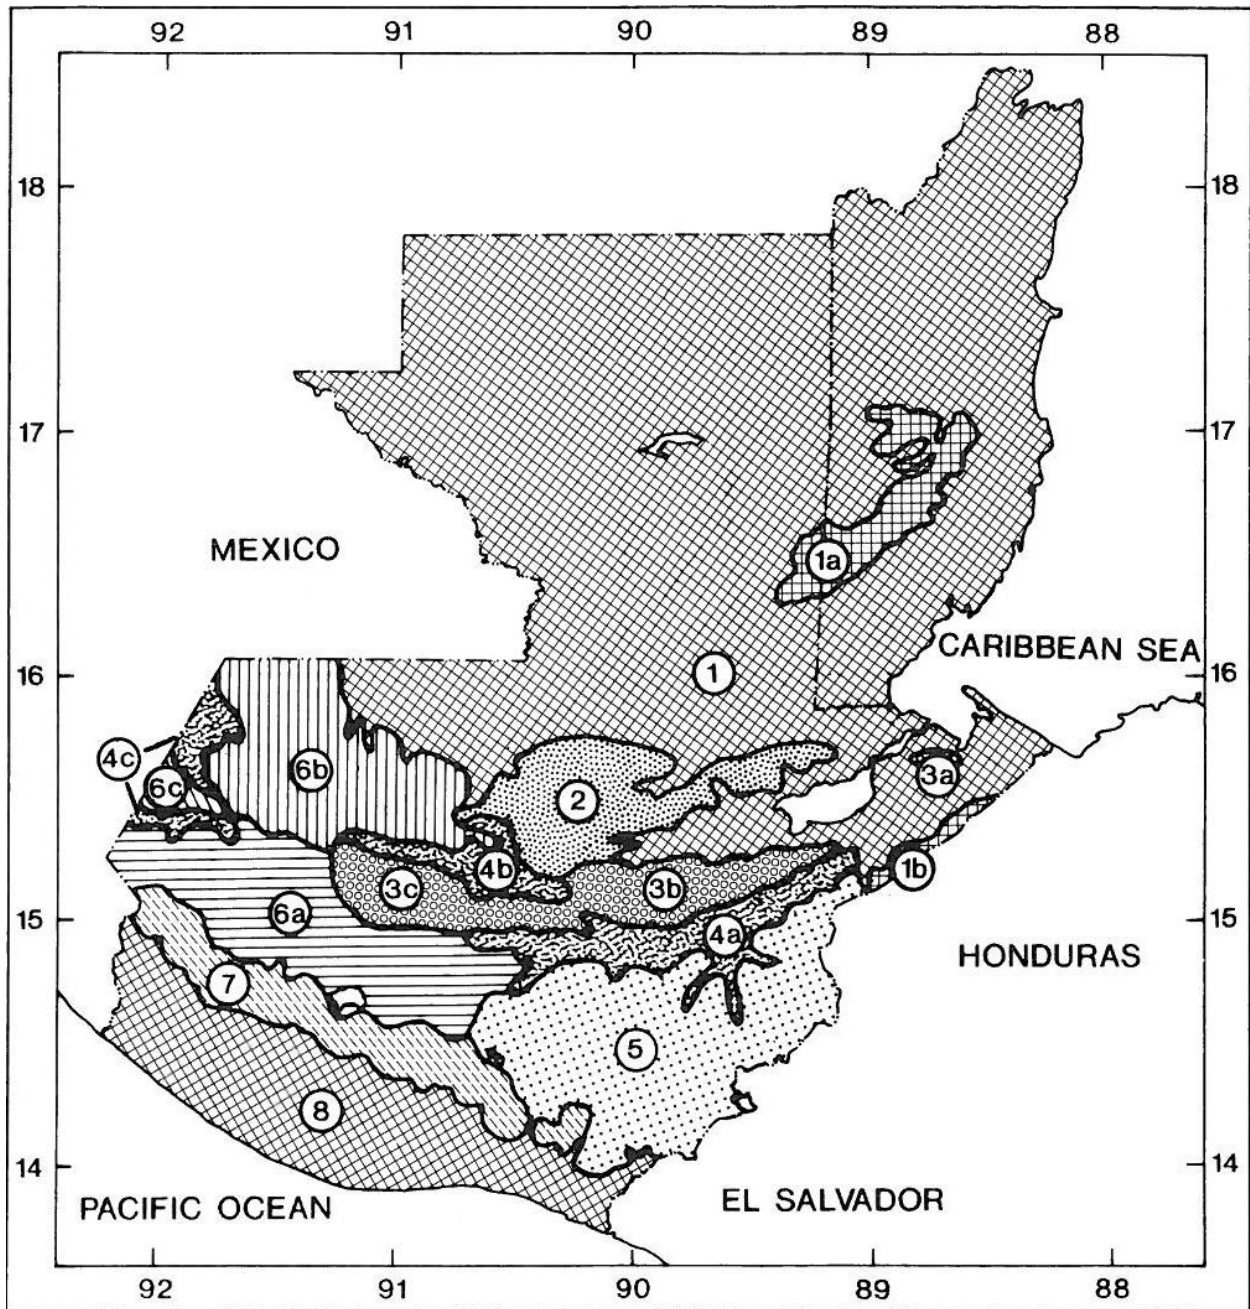 92 91 90 89 88
18 18
17 17
1a
MEXICO
CARIBBEAN SEA
16 1 16
4c
6c 6b 3a
2
4b 1b
3c 3b
15 6a 4a 15
HONDURAS
7
5
8
14 14
PACIFIC OCEAN EL SALVADOR
92 91 90 89 88